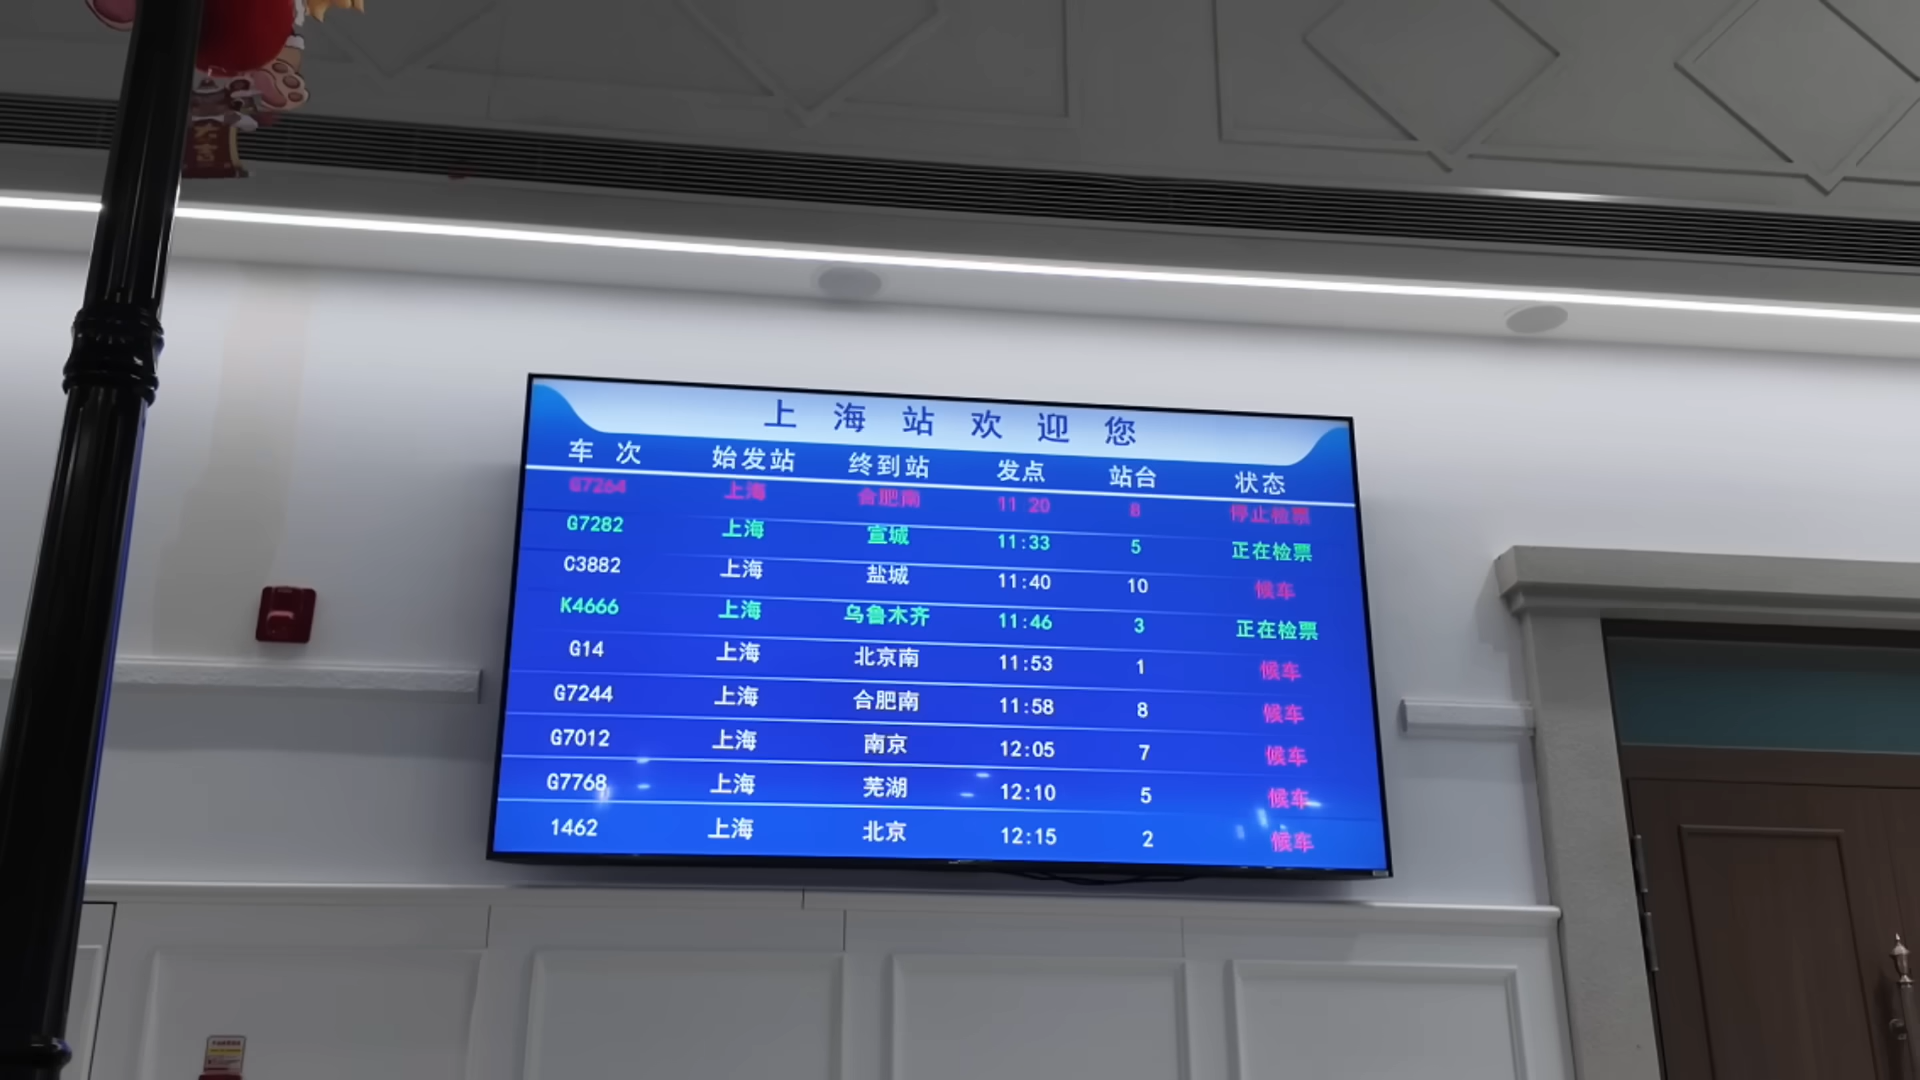 大吉
上海站欢迎您
车次 始发站 终到站 发点 站台 状态
G7264 上海 合肥南 11 20 8 停止检票
G7282 上海 宣城 11:33 5 正在检票
C3882 上海 盐城 11:40 10 候车
K4666 上海 乌鲁木齐 11:46 3 正在检票
G14 上海 北京南 11:53 1 候车
G7244 上海 合肥南 11:58 8 候车
G7012 上海 南京 12:05 7 候车
G7768 上海 芜湖 12:10 5 候车
1462 上海 北京 12:15 2 候车